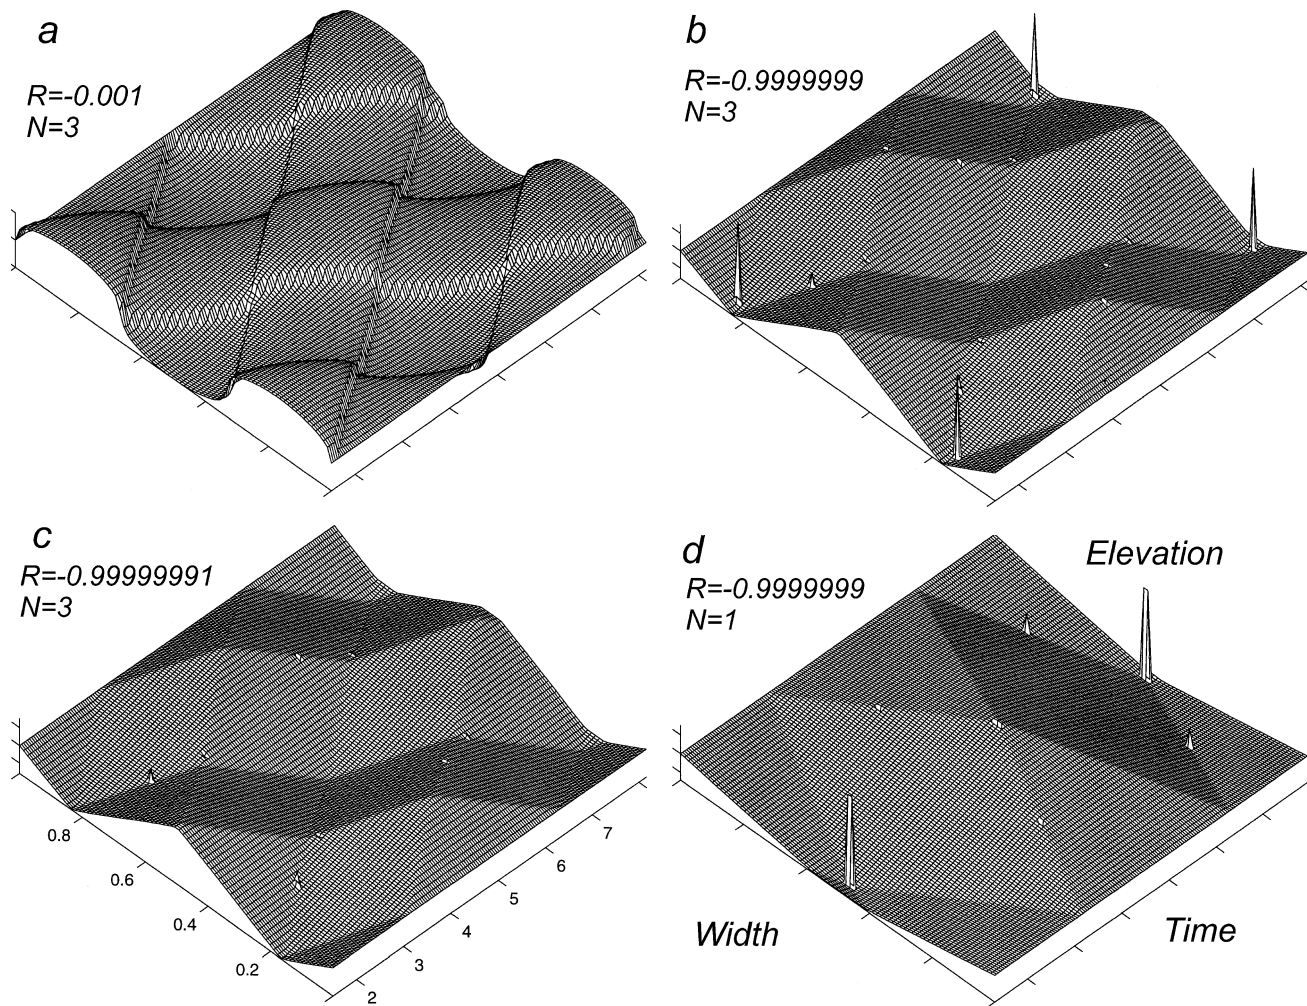 a
R=-0.001
N=3
b
R=-0.9999999
N=3
c
R=-0.99999991
N=3
0.8
0.6
0.4
0.2
2
3
4
5
6
7
d
R=-0.9999999
N=1
Elevation
Width
Time